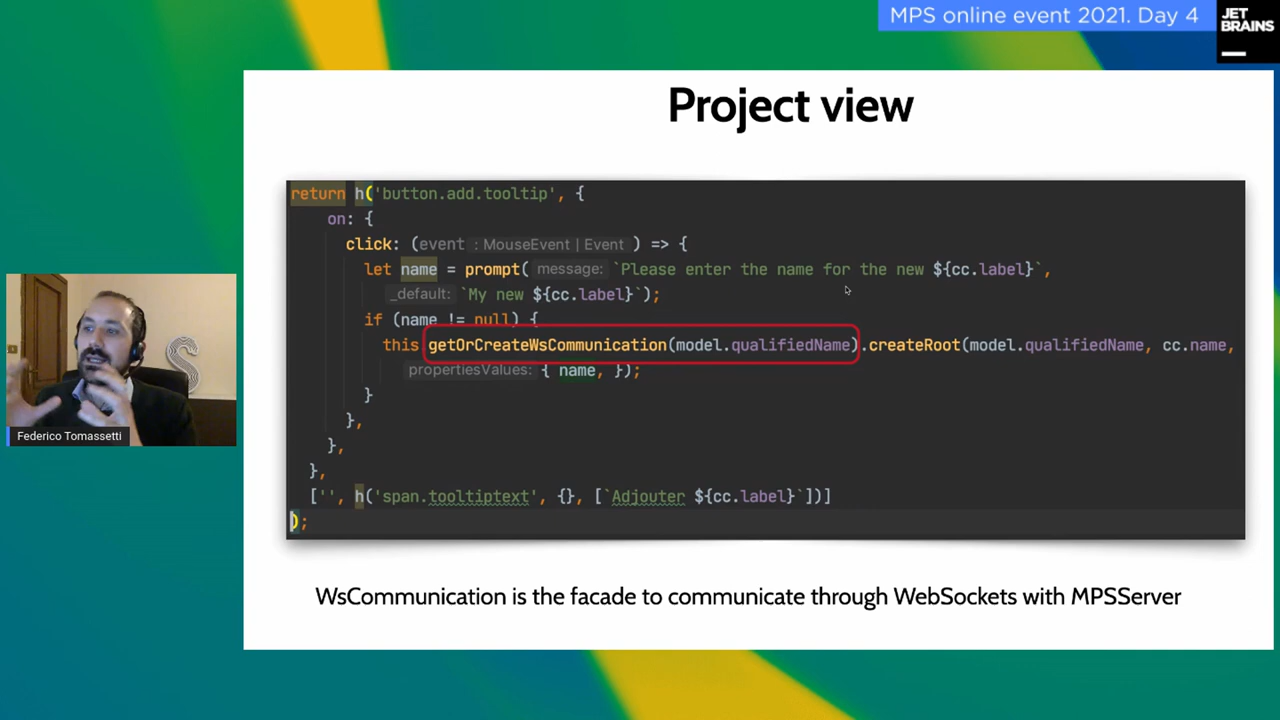 MPS online event 2021. Day 4
JET
BRAINS
Project view
return h('button.add.tooltip', {
on: {
click: (event : MouseEvent | Event ) => {
let name = prompt( message: `Please enter the name for the new ${cc.label}`,
_default: `My new ${cc.label}`);
if (name != null) {
this getOrCreateWsCommunication(model.qualifiedName).createRoot(model.qualifiedName, cc.name,
propertiesValues: { name, });
}
},
},
},
['', h('span.tooltiptext', {}, [`Adjouter ${cc.label}`])]
);
WsCommunication is the facade to communicate through WebSockets with MPSServer
Federico Tomassetti